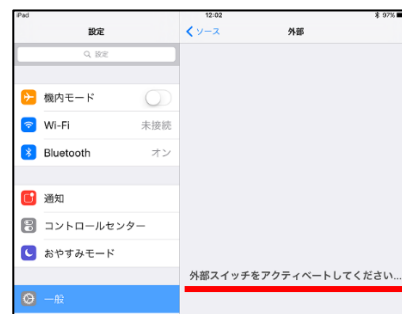 iPad
12:02
97%
設定
ソース
外部
設定
機内モード
Wi-Fi
未接続
Bluetooth
オン
通知
コントロールセンター
おやすみモード
外部スイッチをアクティベートしてください...
一般